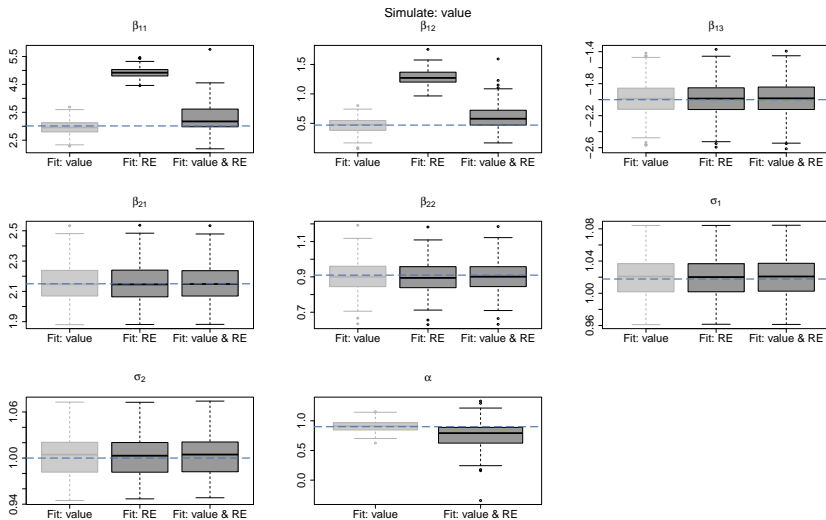 Simulate: value
β11 β12 β13
2.5 3.5 4.5 5.5
0.5 1.0 1.5
−2.6 −2.2 −1.8 −1.4
Fit: value Fit: RE Fit: value & RE
Fit: value Fit: RE Fit: value & RE
Fit: value Fit: RE Fit: value & RE
β21 β22 σ1
1.9 2.1 2.3 2.5
0.7 0.9 1.1
0.96 1.00 1.04 1.08
Fit: value Fit: RE Fit: value & RE
Fit: value Fit: RE Fit: value & RE
Fit: value Fit: RE Fit: value & RE
σ2 α
0.94 1.00 1.06
0.0 0.5 1.0
Fit: value Fit: RE Fit: value & RE
Fit: value Fit: value & RE